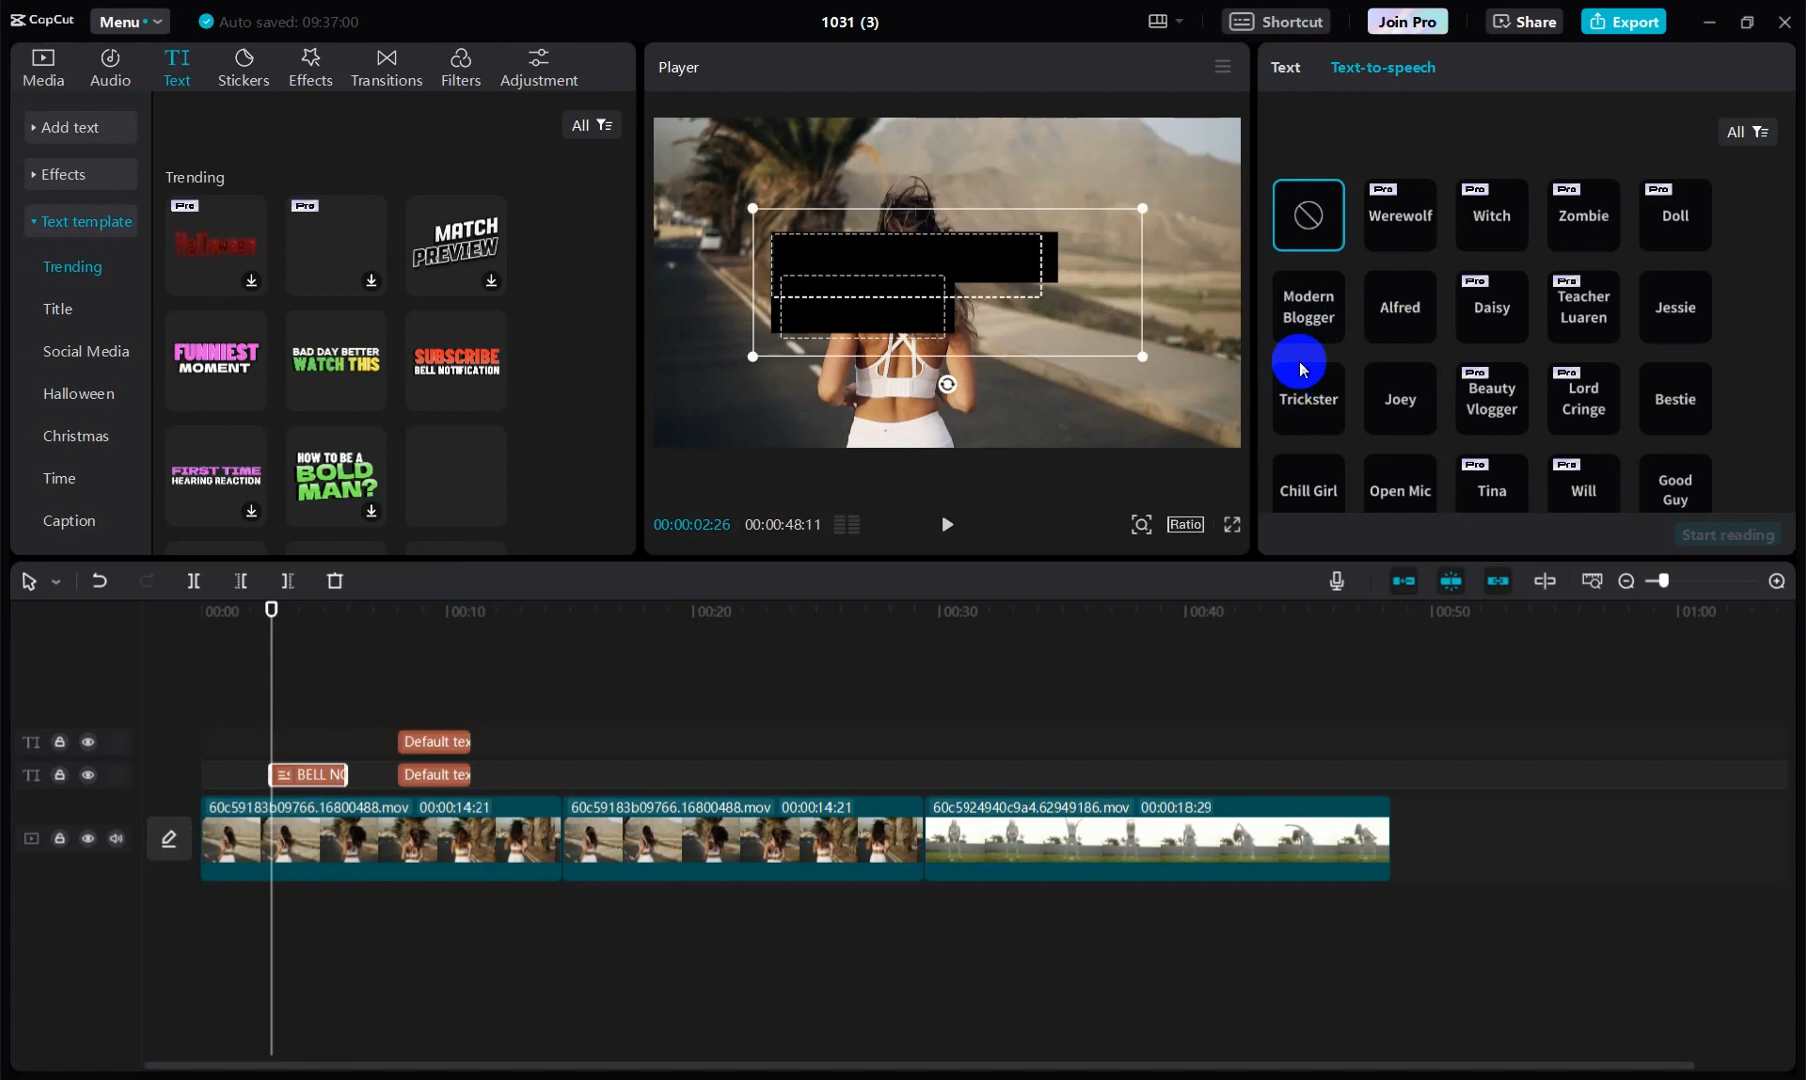 CapCut
Menu
Auto saved: 09:37:00
1031 (3)
Shortcut
Join Pro
Share
Export
Media
Audio
TI
Text
Stickers
Effects
Transitions
Filters
Adjustment
Add text
Effects
Text template
Trending
Title
Social Media
Halloween
Christmas
Time
Caption
All
Trending
Pro
Halloween
Pro
MATCH
PREVIEW
FUNNIEST
MOMENT
BAD DAY BETTER
WATCH THIS
SUBSCRIBE
BELL NOTIFICATION
FIRST TIME
HEARING REACTION
HOW TO BE A
BOLD
MAN?
Player
00:00:02:26
00:00:48:11
Ratio
Text
Text-to-speech
All
Pro
Werewolf
Pro
Witch
Pro
Zombie
Pro
Doll
Modern
Blogger
Alfred
Pro
Daisy
Pro
Teacher
Luaren
Jessie
Trickster
Joey
Pro
Beauty
Vlogger
Pro
Lord
Cringe
Bestie
Chill Girl
Open Mic
Pro
Tina
Pro
Will
Good
Guy
Start reading
00:00
00:10
00:20
00:30
00:40
00:50
01:00
TI
Default tex
TI
BELL NO
Default tex
60c59183b09766.16800488.mov 00:00:14:21
60c59183b09766.16800488.mov 00:00:14:21
60c5924940c9a4.62949186.mov 00:00:18:29